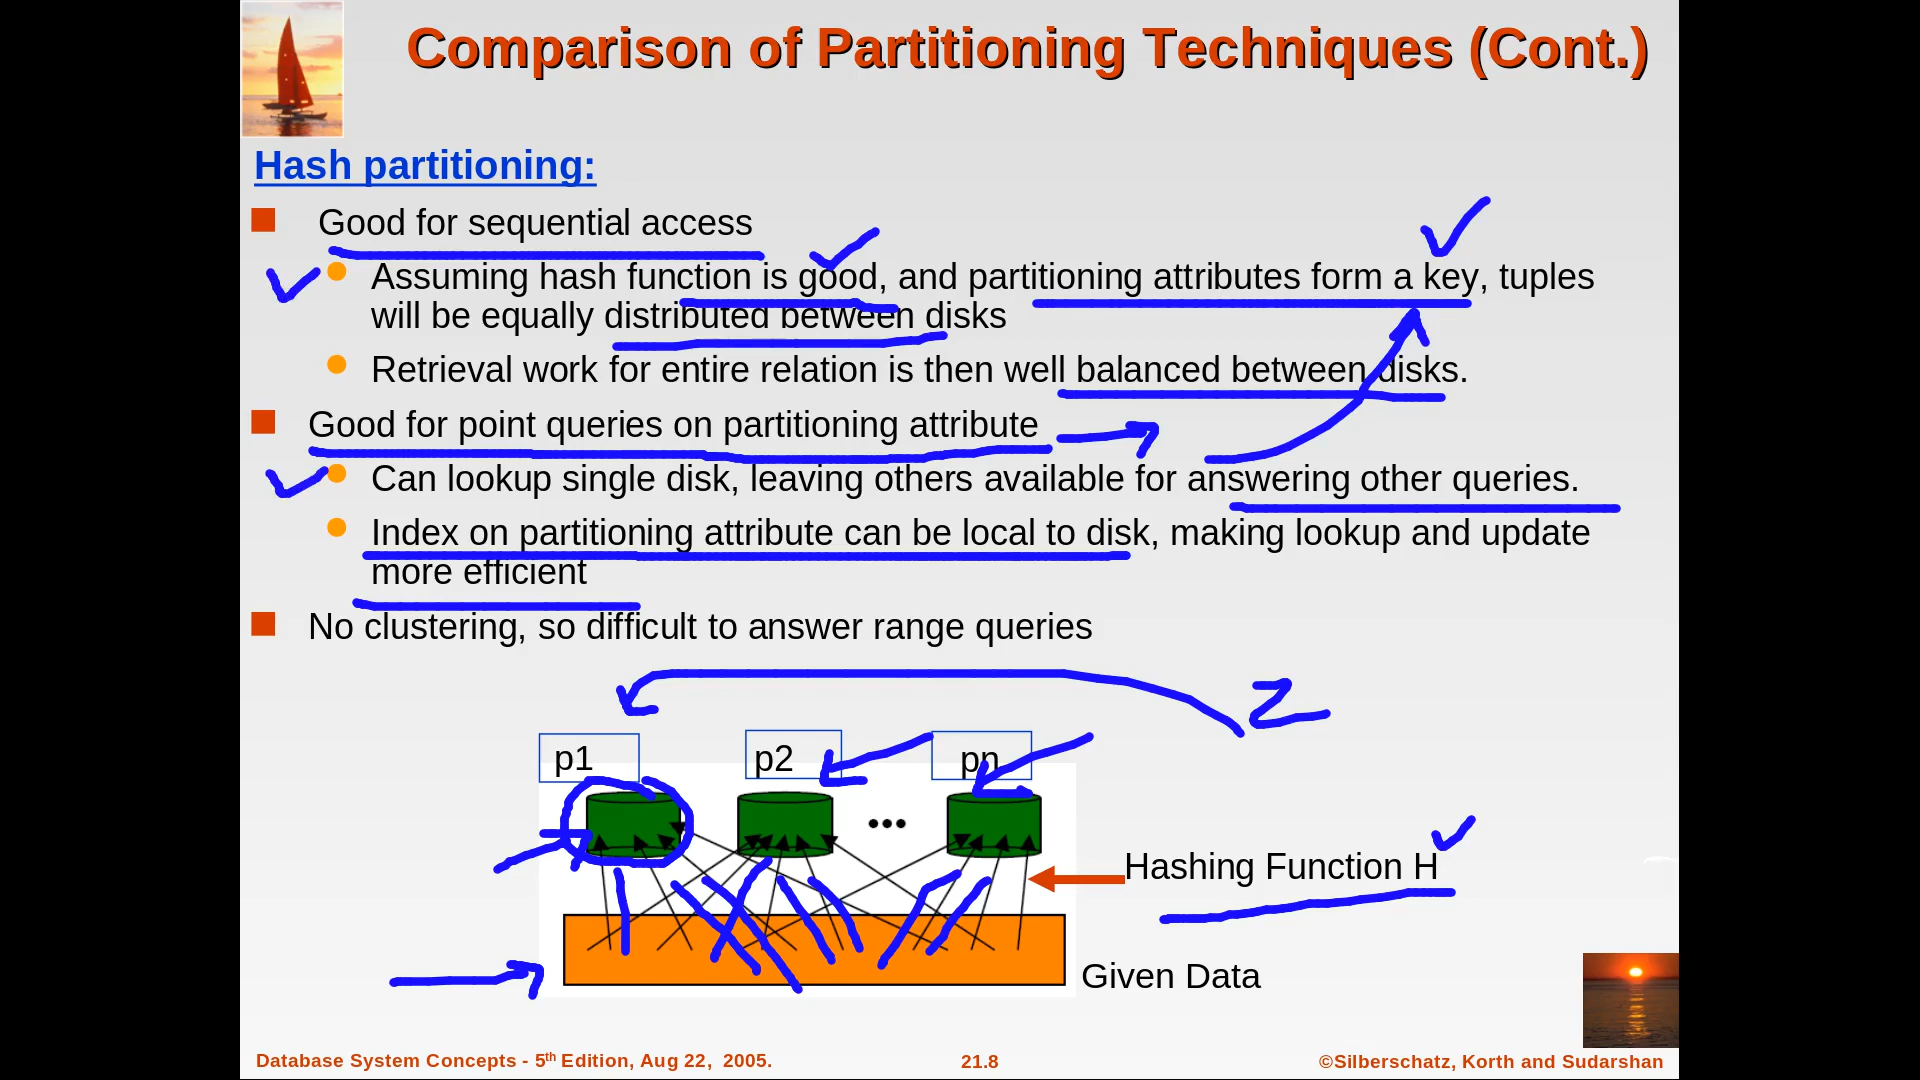 Comparison of Partitioning Techniques (Cont.)
Hash partitioning:
Good for sequential access
Assuming hash function is good, and partitioning attributes form a key, tuples
will be equally distributed between disks
Retrieval work for entire relation is then well balanced between disks.
Good for point queries on partitioning attribute
Can lookup single disk, leaving others available for answering other queries.
Index on partitioning attribute can be local to disk, making lookup and update
more efficient
No clustering, so difficult to answer range queries
2
p1 p2 pn
Hashing Function H
Given Data
Database System Concepts - 5th Edition, Aug 22, 2005. 21.8 ©Silberschatz, Korth and Sudarshan